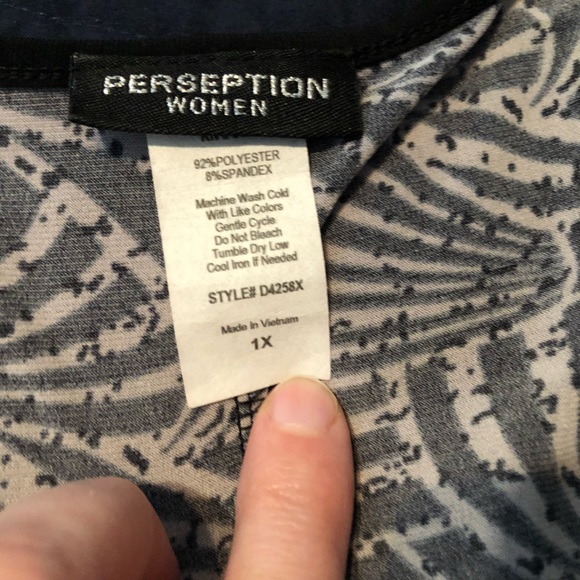 PERSEPTION
WOMEN
92%POLYESTER
8%SPANDEX
Machine Wash Cold
With Like Colors
Gentle Cycle
Do Not Bleach
Tumble Dry Low
Cool Iron If Needed
STYLE# D4258X
Made In Vietnam
1X